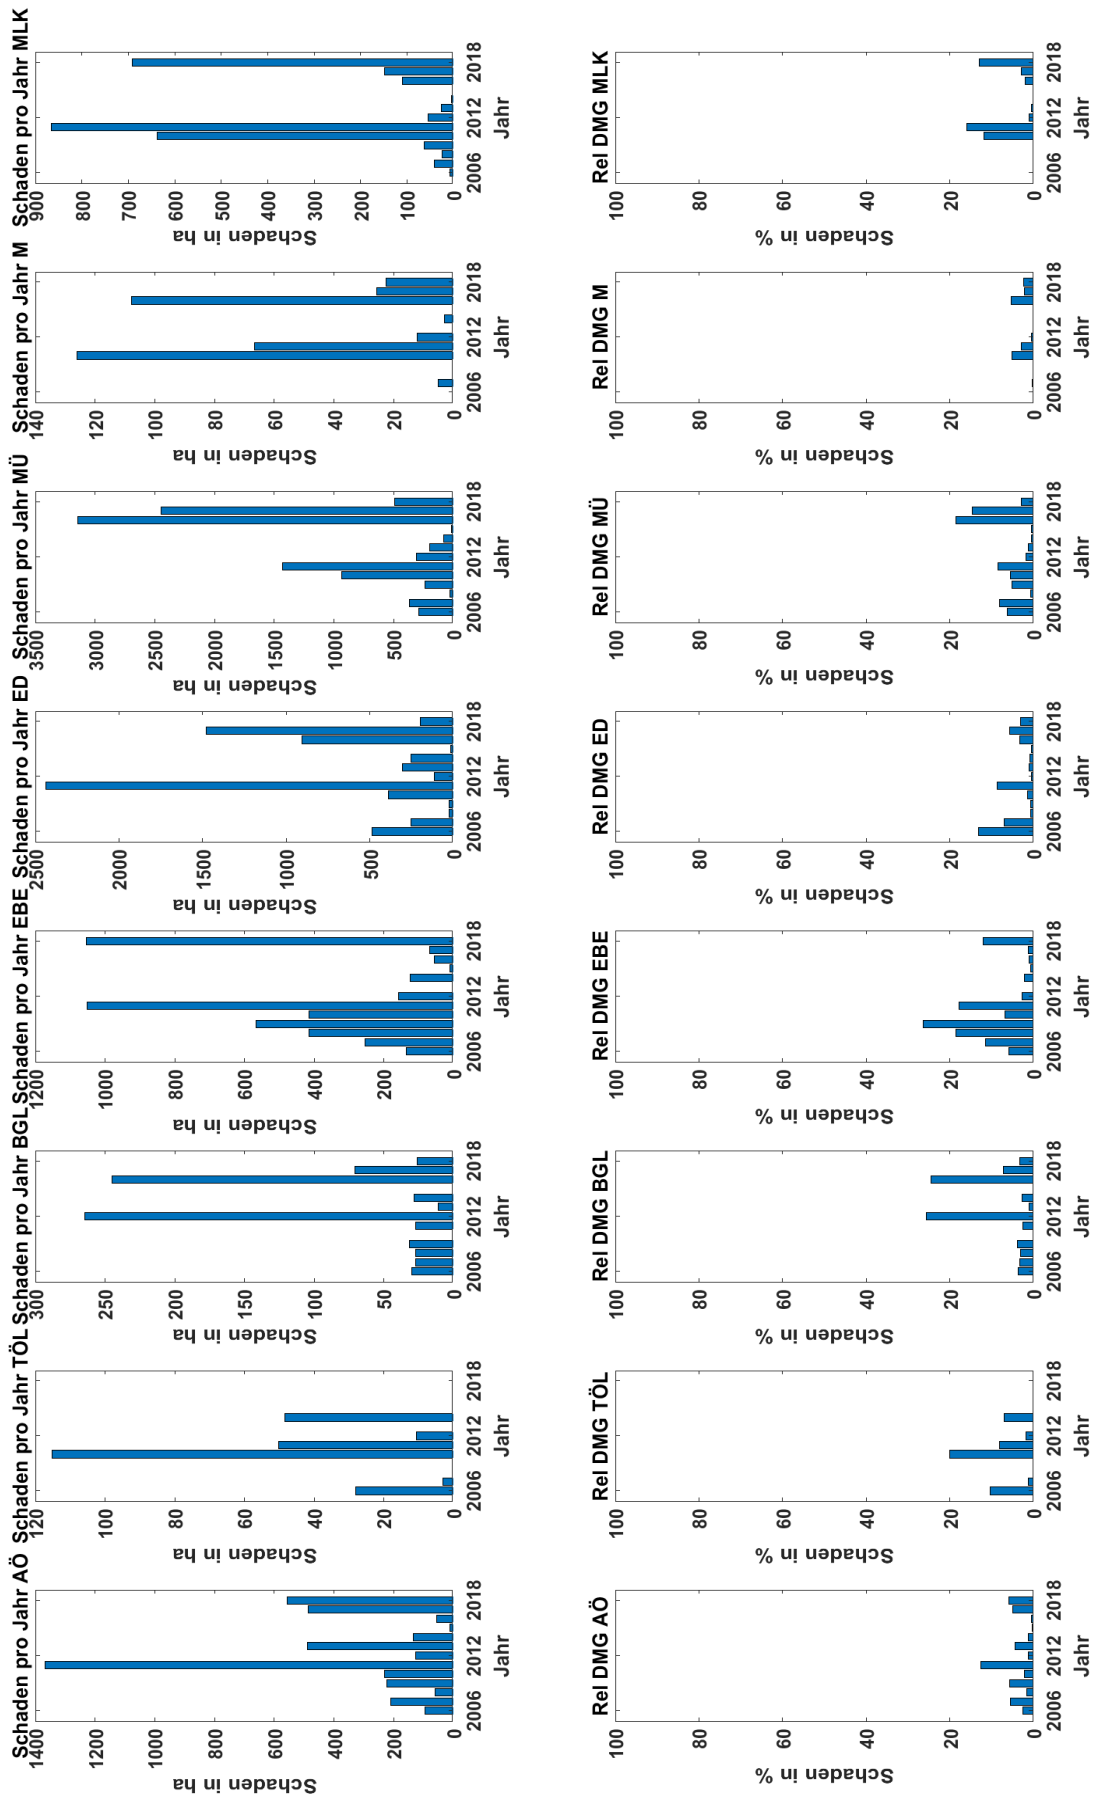 Schaden pro Jahr AÖ
1400
1200
1000
800
600
400
200
0
Schaden in ha
2006 2012 2018
Jahr
Schaden pro Jahr TÖL
120
100
80
60
40
20
0
Schaden in ha
2006 2012 2018
Jahr
Schaden pro Jahr BGL
300
250
200
150
100
50
0
Schaden in ha
2006 2012 2018
Jahr
Schaden pro Jahr EBE
1200
1000
800
600
400
200
0
Schaden in ha
2006 2012 2018
Jahr
Schaden pro Jahr ED
2500
2000
1500
1000
500
0
Schaden in ha
2006 2012 2018
Jahr
Schaden pro Jahr MÜ
3500
3000
2500
2000
1500
1000
500
0
Schaden in ha
2006 2012 2018
Jahr
Schaden pro Jahr M
140
120
100
80
60
40
20
0
Schaden in ha
2006 2012 2018
Jahr
Schaden pro Jahr MLK
900
800
700
600
500
400
300
200
100
0
Schaden in ha
2006 2012 2018
Jahr
Rel DMG AÖ
100
80
60
40
20
0
Schaden in %
2006 2012 2018
Jahr
Rel DMG TÖL
100
80
60
40
20
0
Schaden in %
2006 2012 2018
Jahr
Rel DMG BGL
100
80
60
40
20
0
Schaden in %
2006 2012 2018
Jahr
Rel DMG EBE
100
80
60
40
20
0
Schaden in %
2006 2012 2018
Jahr
Rel DMG ED
100
80
60
40
20
0
Schaden in %
2006 2012 2018
Jahr
Rel DMG MÜ
100
80
60
40
20
0
Schaden in %
2006 2012 2018
Jahr
Rel DMG M
100
80
60
40
20
0
Schaden in %
2006 2012 2018
Jahr
Rel DMG MLK
100
80
60
40
20
0
Schaden in %
2006 2012 2018
Jahr